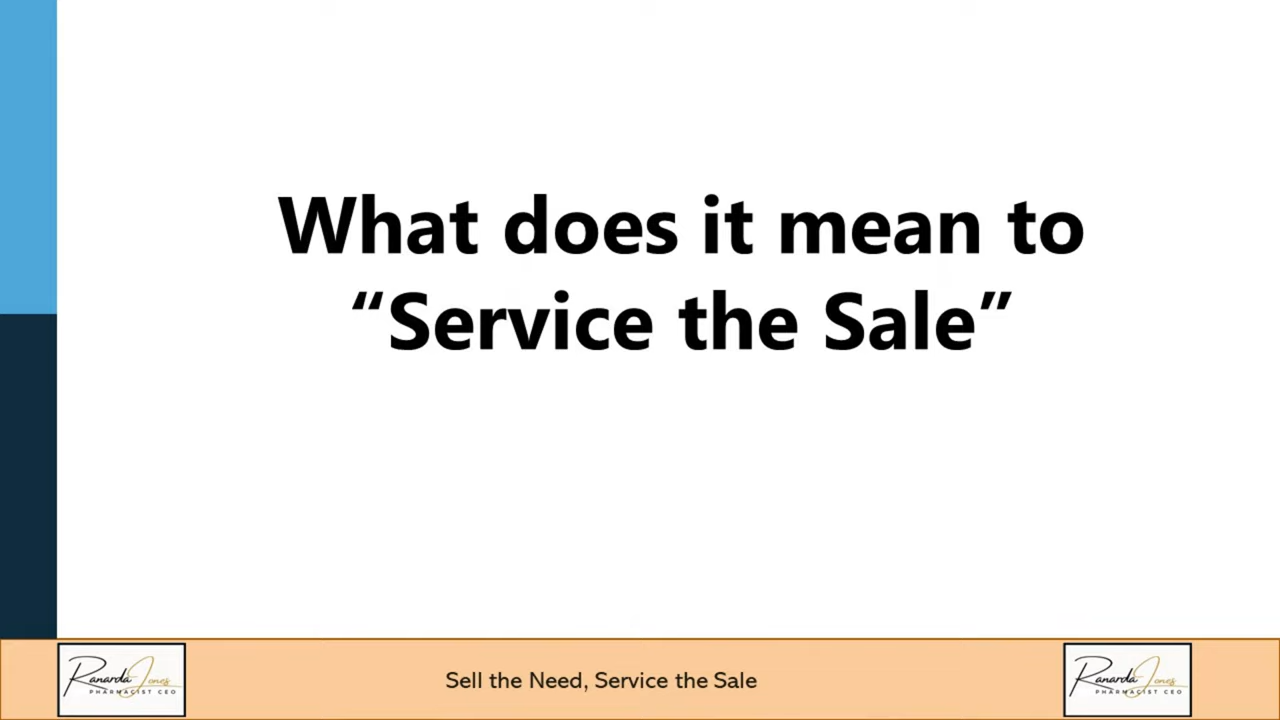 What does it mean to
“Service the Sale”
Ranarda Jones
PHARMACIST CEO
Sell the Need, Service the Sale
Ranarda Jones
PHARMACIST CEO